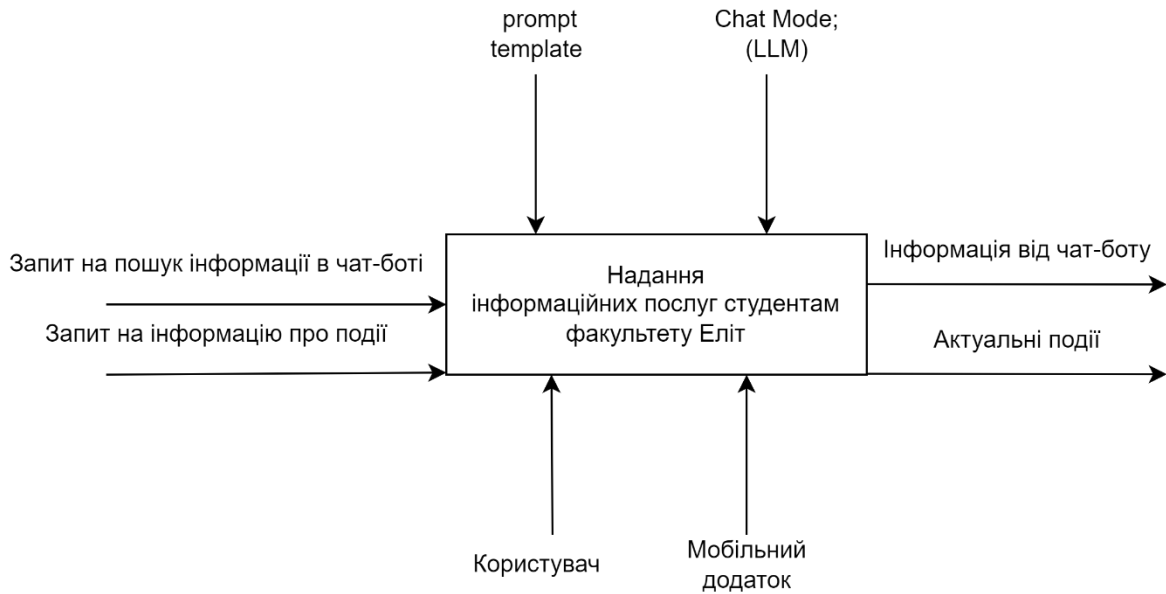 prompt
template
Chat Mode;
(LLM)
Запит на пошук інформації в чат-боті
Запит на інформацію про події
Надання
інформаційних послуг студентам
факультету Еліт
Інформація від чат-боту
Актуальні події
Користувач
Мобільний
додаток